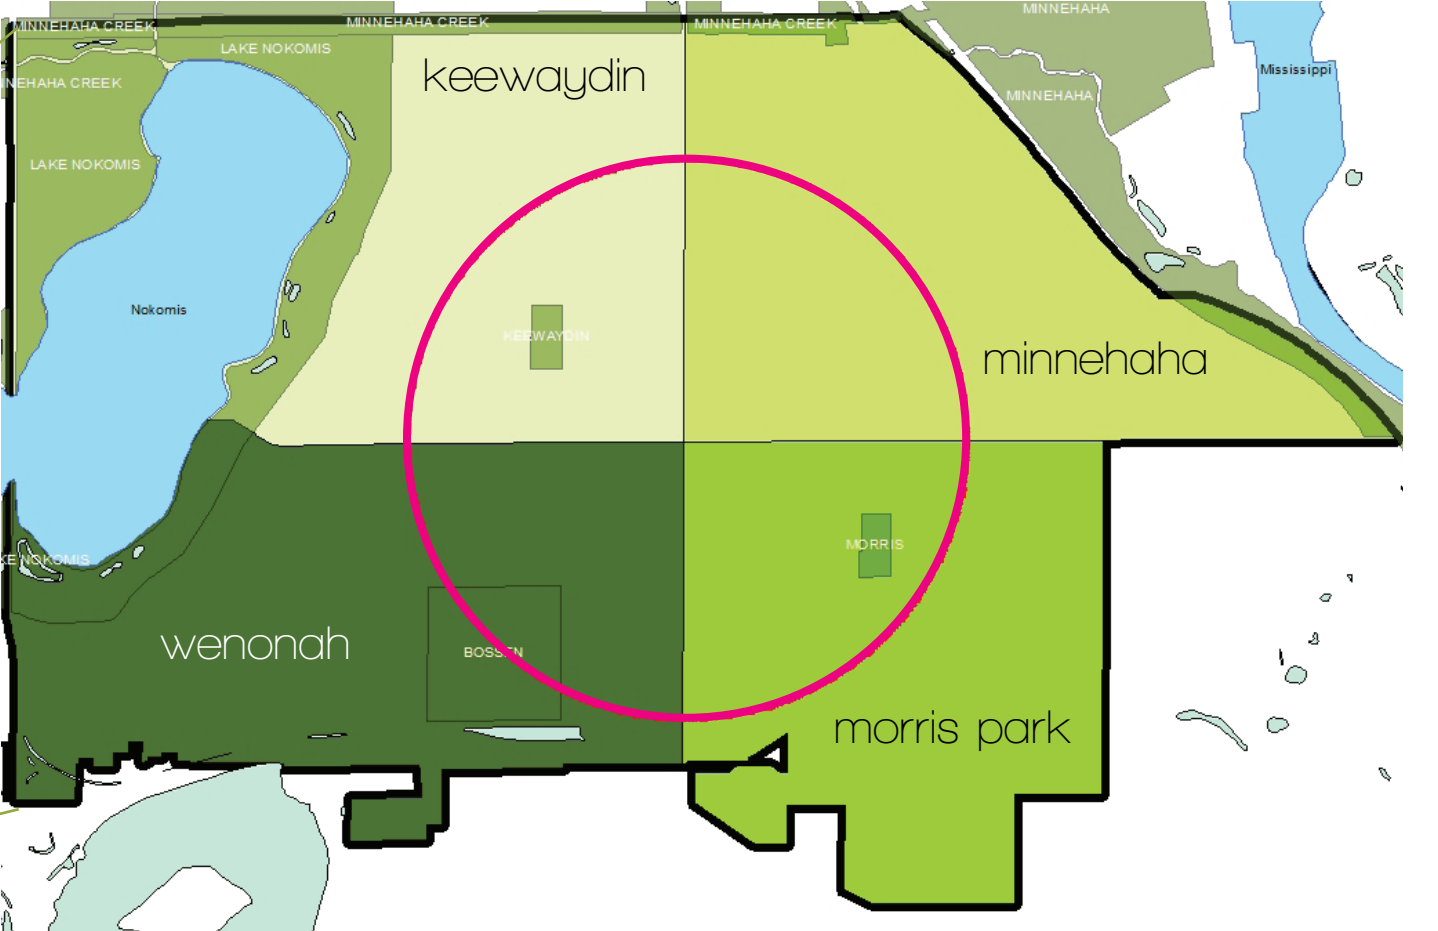 MINNEHAHA
MINNEHAHA CREEK
MINNEHAHA CREEK
MINNEHAHA CREEK
LAKE NOKOMIS
keewaydin
Mississippi
NEHAHA CREEK
MINNEHAHA
LAKE NOKOMIS
Nokomis
KEEWAYDIN
minnehaha
MORRIS
KE NOKOMIS
wenonah
BOSSEN
morris park